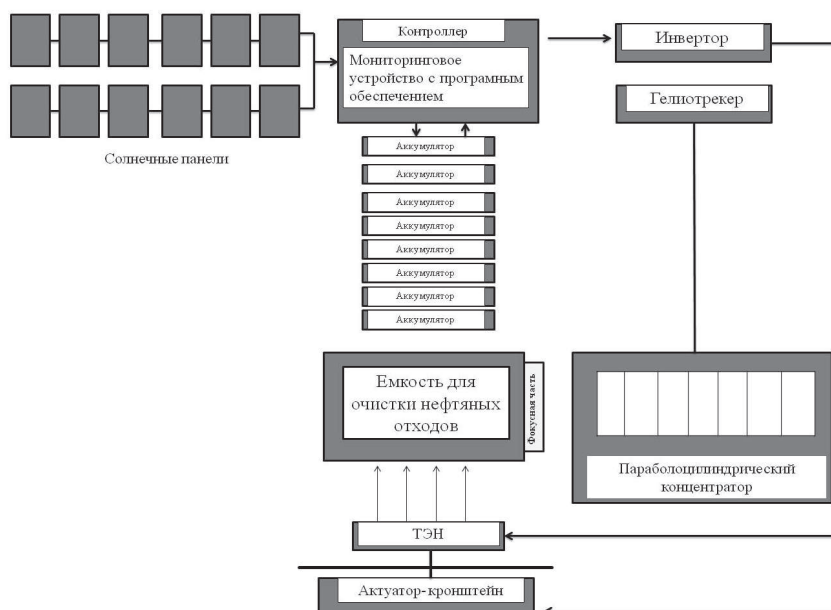 Контроллер
Мониторинговое
устройство с програмным
обеспечением
Инвертор
Гелиотрекер
Солнечные панели
Аккумулятор
Аккумулятор
Аккумулятор
Аккумулятор
Аккумулятор
Аккумулятор
Аккумулятор
Аккумулятор
Емкость для
очистки нефтяных
отходов
Фокусная часть
Параболоцилиндрический
концентратор
ТЭН
Актуатор-кронштейн